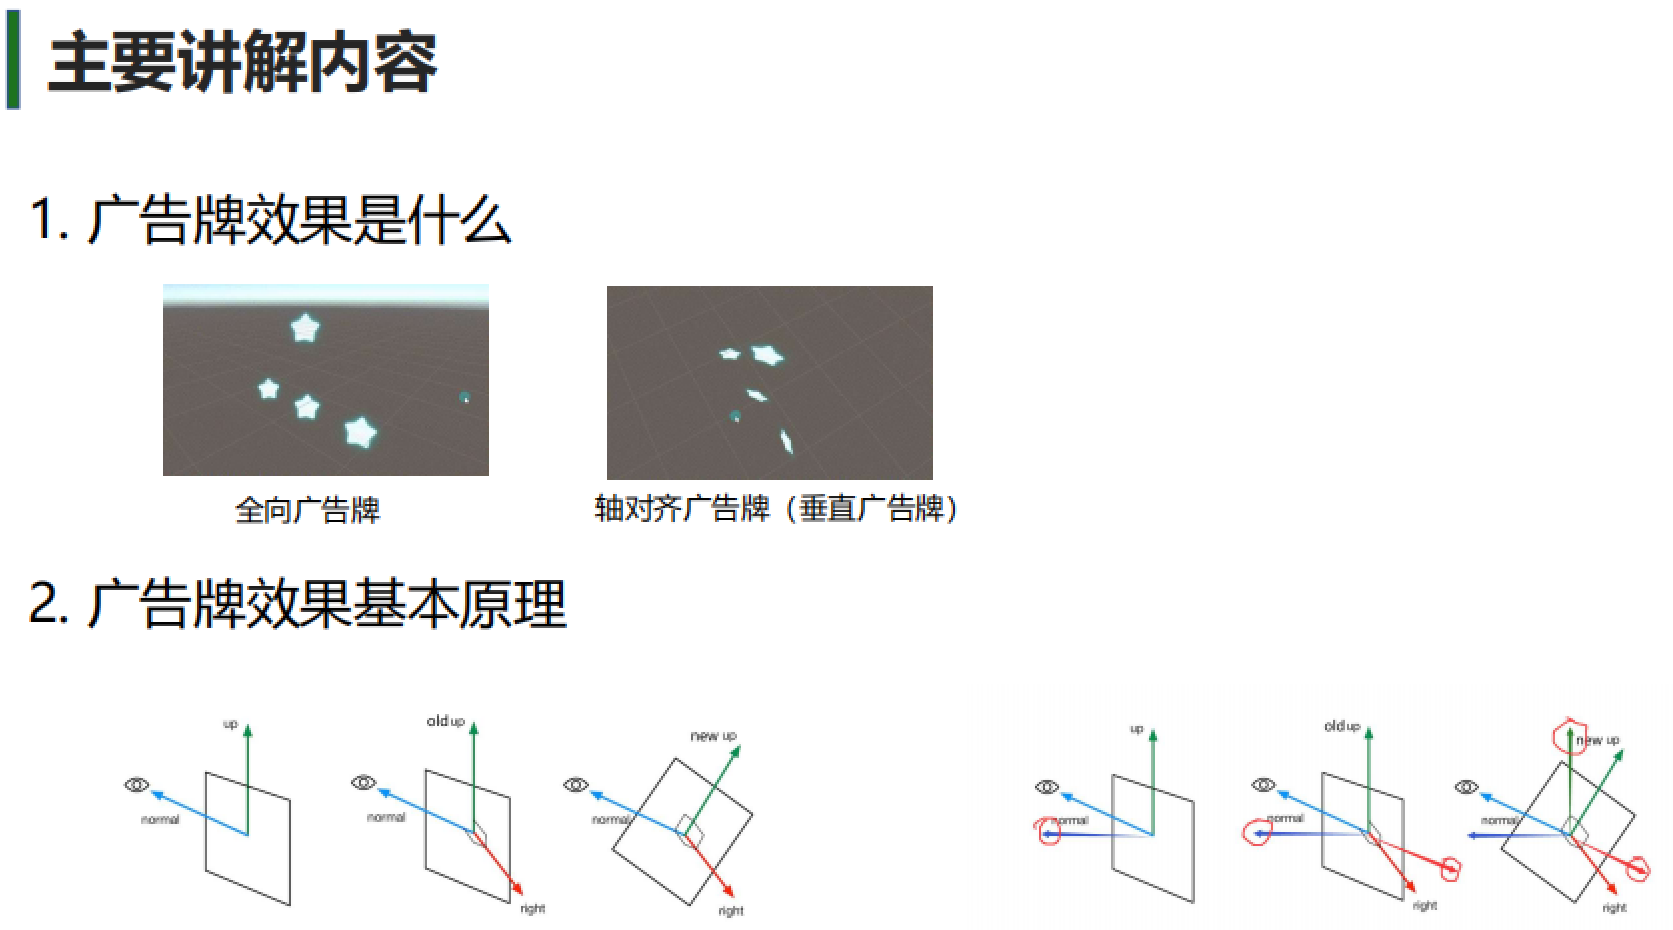 主要讲解内容
1. 广告牌效果是什么
全向广告牌
轴对齐广告牌（垂直广告牌）
2. 广告牌效果基本原理
up
normal
old up
normal
right
new up
normal
right
up
normal
old up
normal
right
new up
normal
right